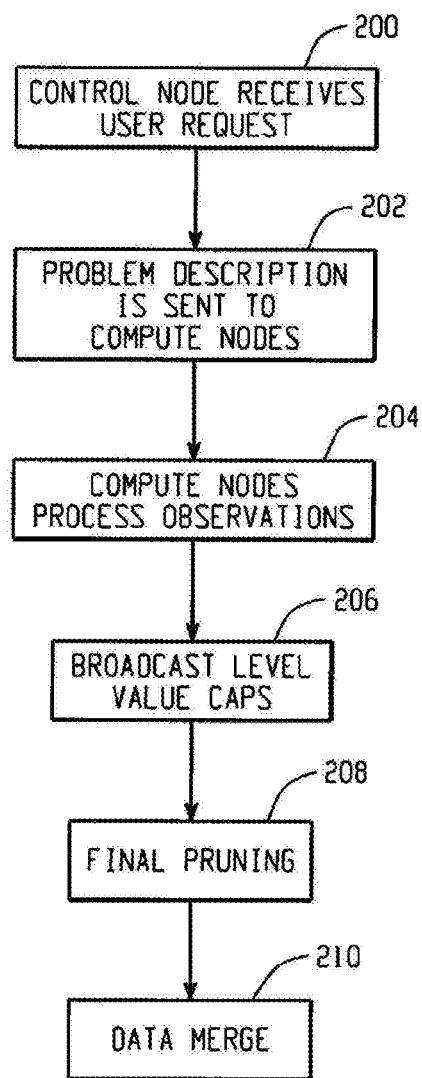 200
CONTROL NODE RECEIVES
USER REQUEST
202
PROBLEM DESCRIPTION
IS SENT TO
COMPUTE NODES
204
COMPUTE NODES
PROCESS OBSERVATIONS
206
BROADCAST LEVEL
VALUE CAPS
208
FINAL PRUNING
210
DATA MERGE